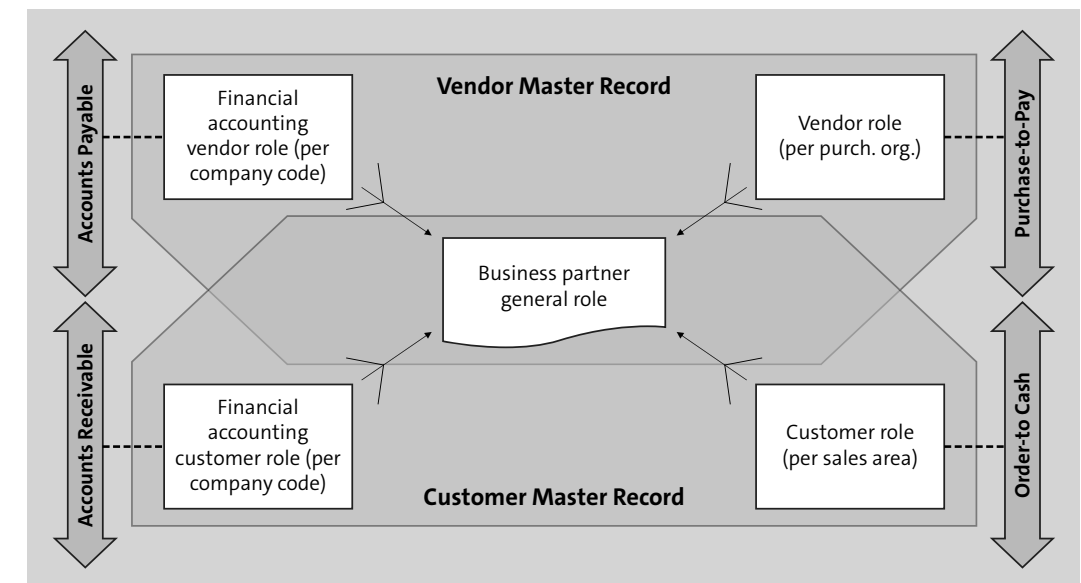 Accounts Payable
Financial
accounting
vendor role (per
company code)
Vendor Master Record
Vendor role
(per purch. org.)
Purchase-to-Pay
Business partner
general role
Accounts Receivable
Financial
accounting
customer role (per
company code)
Customer Master Record
Customer role
(per sales area)
Order-to Cash